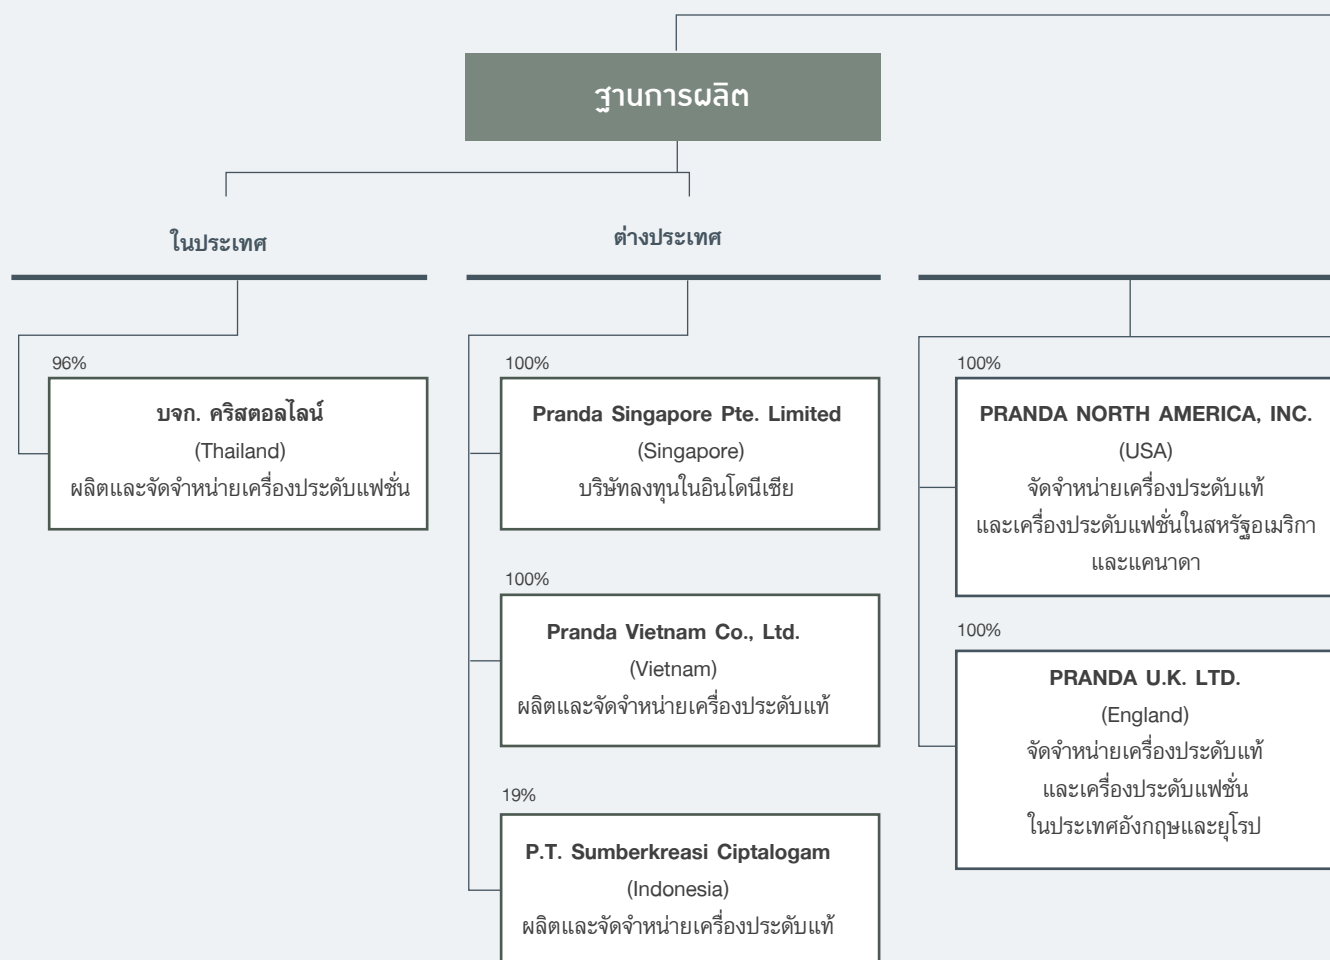 ฐานการผลิต
ในประเทศ
ต่างประเทศ
96%
บจก. คริสตอลไลน์
(Thailand)
ผลิตและจัดจำหน่ายเครื่องประดับแฟชั่น
100%
Pranda Singapore Pte. Limited
(Singapore)
บริษัทลงทุนในอินโดนีเซีย
100%
Pranda Vietnam Co., Ltd.
(Vietnam)
ผลิตและจัดจำหน่ายเครื่องประดับแท้
19%
P.T. Sumberkreasi Ciptalogam
(Indonesia)
ผลิตและจัดจำหน่ายเครื่องประดับแท้
100%
PRANDA NORTH AMERICA, INC.
(USA)
จัดจำหน่ายเครื่องประดับแท้
และเครื่องประดับแฟชั่นในสหรัฐอเมริกา
และแคนาดา
100%
PRANDA U.K. LTD.
(England)
จัดจำหน่ายเครื่องประดับแท้
และเครื่องประดับแฟชั่น
ในประเทศอังกฤษและยุโรป